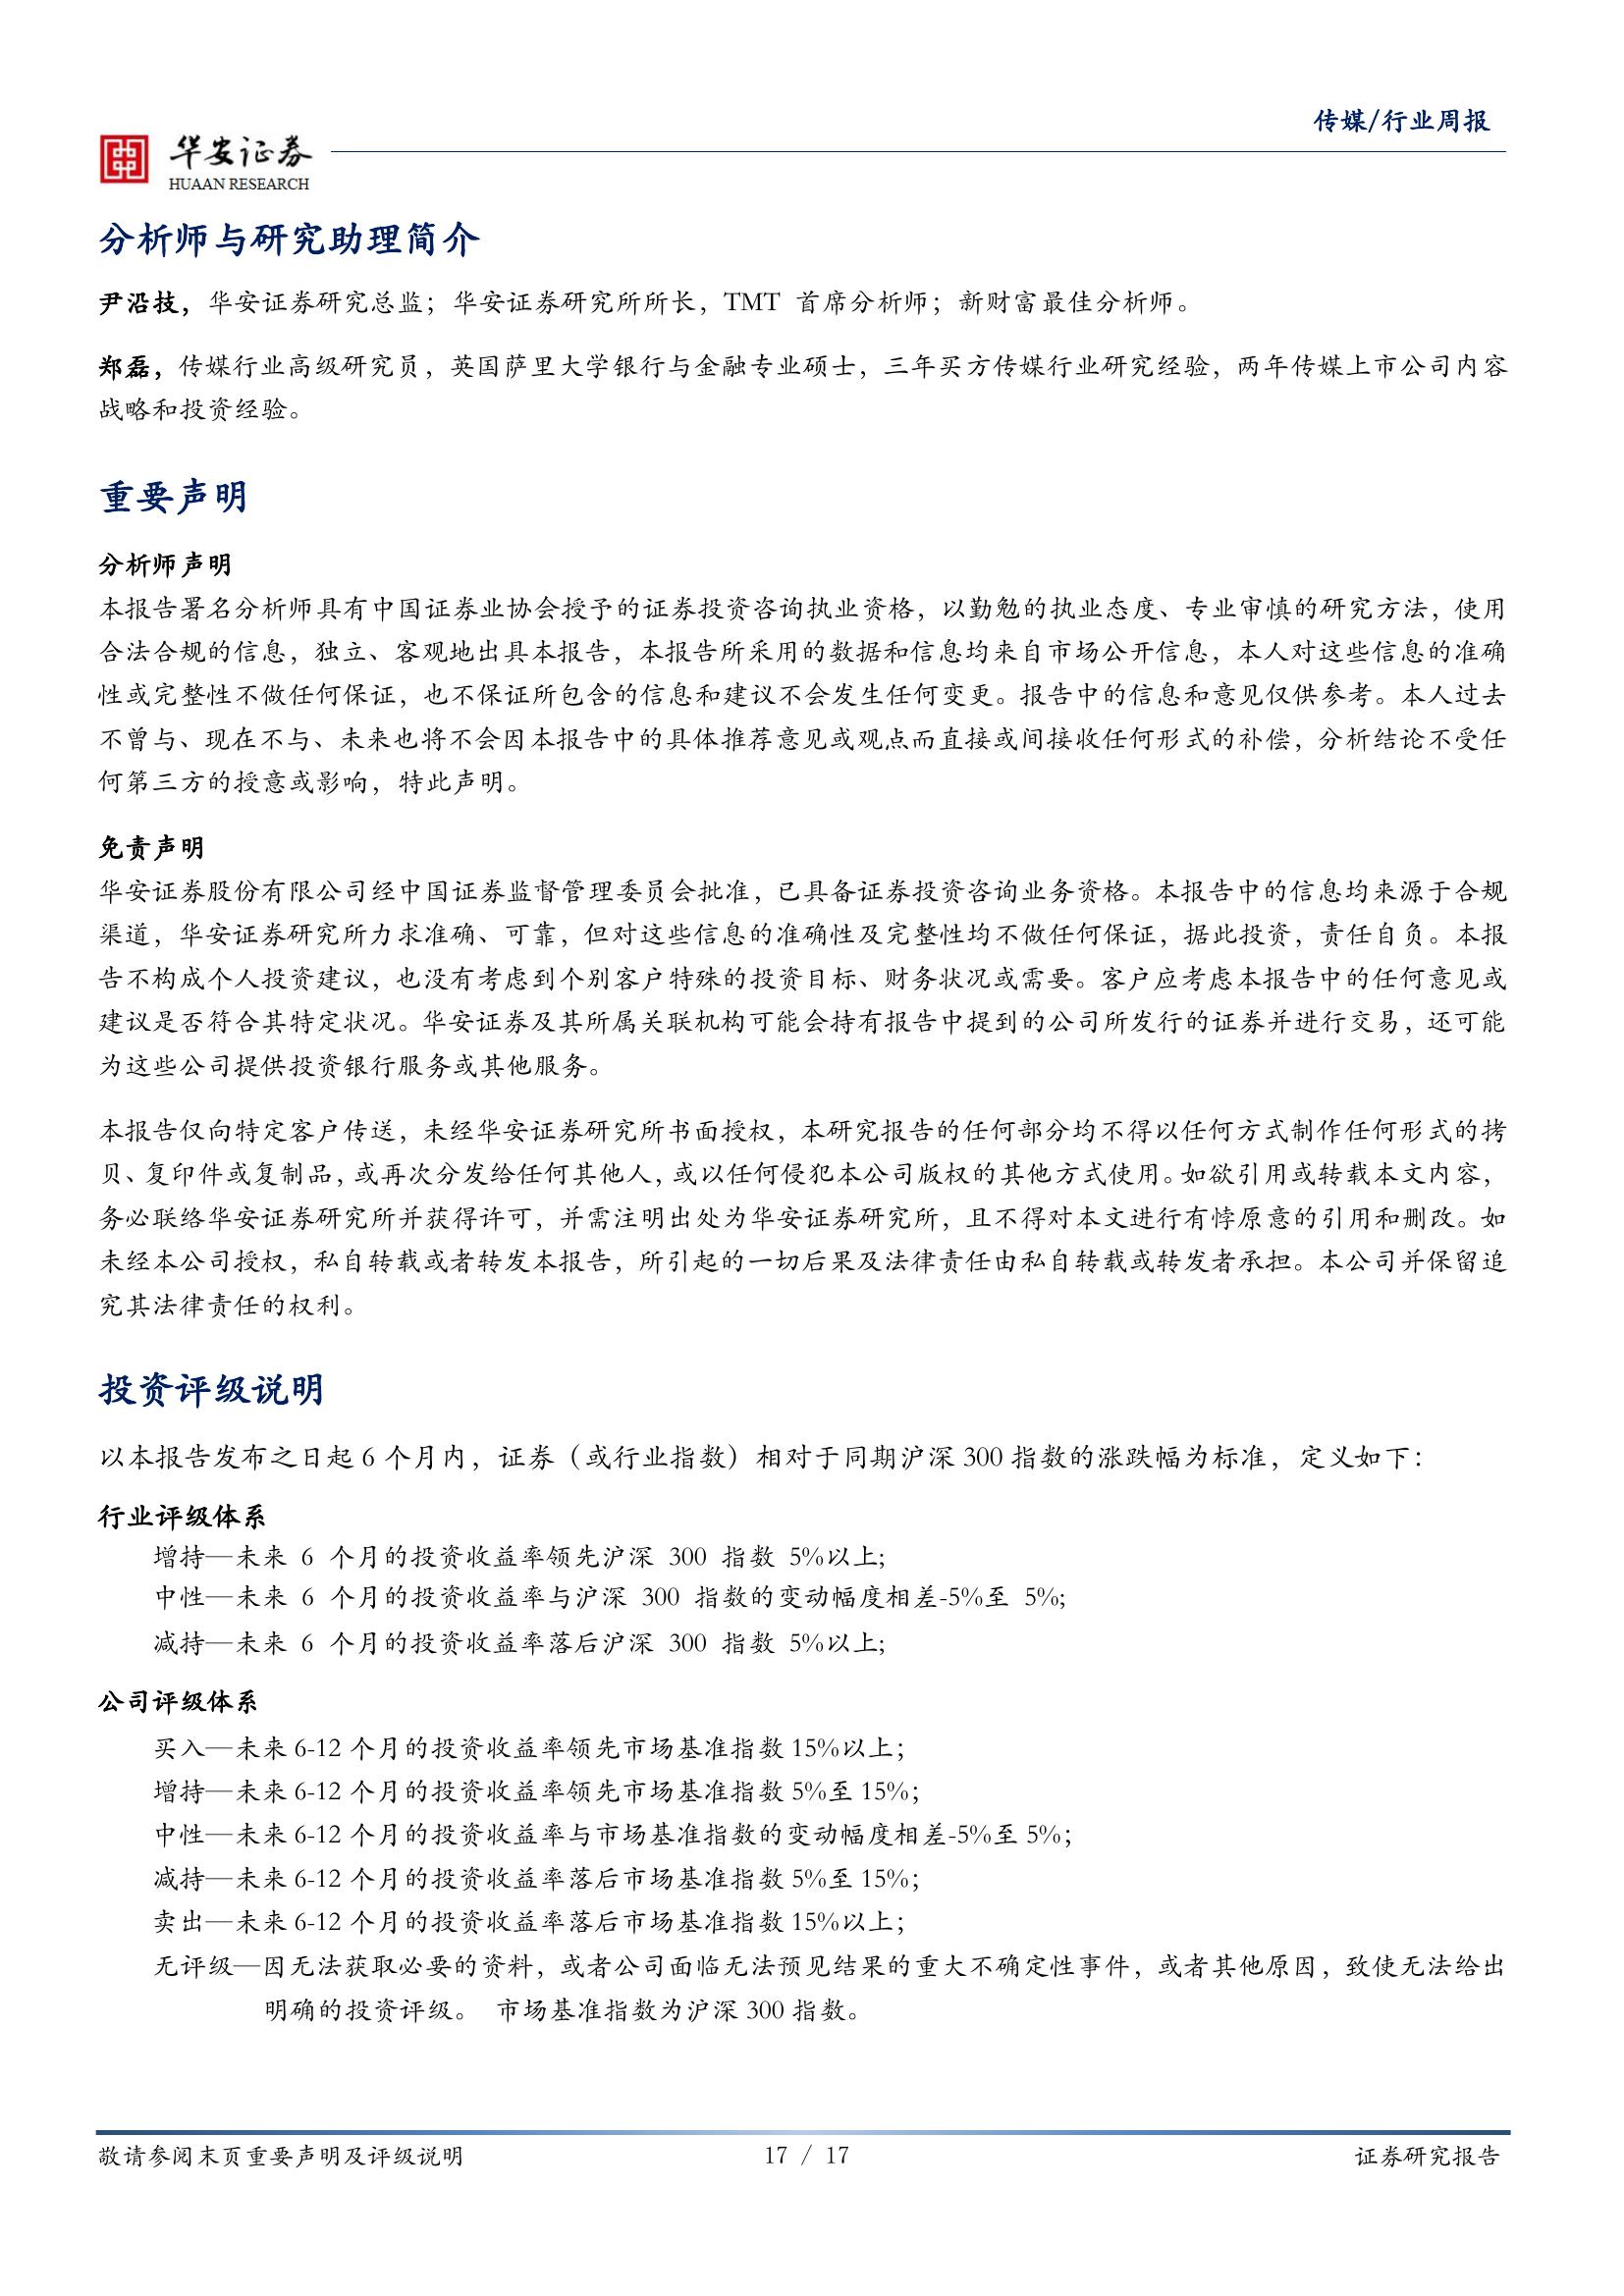 传媒/行业周报
华安证券
HUAAN RESEARCH
分析师与研究助理简介
尹沿技，华安证券研究总监；华安证券研究所所长，TMT 首席分析师；新财富最佳分析师。
郑磊，传媒行业高级研究员，英国萨里大学银行与金融专业硕士，三年买方传媒行业研究经验，两年传媒上市公司内容
战略和投资经验。
重要声明
分析师声明
本报告署名分析师具有中国证券业协会授予的证券投资咨询执业资格，以勤勉的执业态度、专业审慎的研究方法，使用
合法合规的信息，独立、客观地出具本报告，本报告所采用的数据和信息均来自市场公开信息，本人对这些信息的准确
性或完整性不做任何保证，也不保证所包含的信息和建议不会发生任何变更。报告中的信息和意见仅供参考。本人过去
不曾与、现在不与、未来也将不会因本报告中的具体推荐意见或观点而直接或间接收任何形式的补偿，分析结论不受任
何第三方的授意或影响，特此声明。
免责声明
华安证券股份有限公司经中国证券监督管理委员会批准，已具备证券投资咨询业务资格。本报告中的信息均来源于合规
渠道，华安证券研究所力求准确、可靠，但对这些信息的准确性及完整性均不做任何保证，据此投资，责任自负。本报
告不构成个人投资建议，也没有考虑到个别客户特殊的投资目标、财务状况或需要。客户应考虑本报告中的任何意见或
建议是否符合其特定状况。华安证券及其所属关联机构可能会持有报告中提到的公司所发行的证券并进行交易，还可能
为这些公司提供投资银行服务或其他服务。
本报告仅向特定客户传送，未经华安证券研究所书面授权，本研究报告的任何部分均不得以任何方式制作任何形式的拷
贝、复印件或复制品，或再次分发给任何其他人，或以任何侵犯本公司版权的其他方式使用。如欲引用或转载本文内容，
务必联络华安证券研究所并获得许可，并需注明出处为华安证券研究所，且不得对本文进行有悖原意的引用和删改。如
未经本公司授权，私自转载或者转发本报告，所引起的一切后果及法律责任由私自转载或转发者承担。本公司并保留追
究其法律责任的权利。
投资评级说明
以本报告发布之日起 6 个月内，证券（或行业指数）相对于同期沪深 300 指数的涨跌幅为标准，定义如下：
行业评级体系
增持—未来 6 个月的投资收益率领先沪深 300 指数 5%以上;
中性—未来 6 个月的投资收益率与沪深 300 指数的变动幅度相差-5%至 5%;
减持—未来 6 个月的投资收益率落后沪深 300 指数 5%以上;
公司评级体系
买入—未来 6-12 个月的投资收益率领先市场基准指数 15%以上；
增持—未来 6-12 个月的投资收益率领先市场基准指数 5%至 15%；
中性—未来 6-12 个月的投资收益率与市场基准指数的变动幅度相差-5%至 5%；
减持—未来 6-12 个月的投资收益率落后市场基准指数 5%至 15%；
卖出—未来 6-12 个月的投资收益率落后市场基准指数 15%以上；
无评级—因无法获取必要的资料，或者公司面临无法预见结果的重大不确定性事件，或者其他原因，致使无法给出
明确的投资评级。 市场基准指数为沪深 300 指数。
敬请参阅末页重要声明及评级说明 17 / 17 证券研究报告